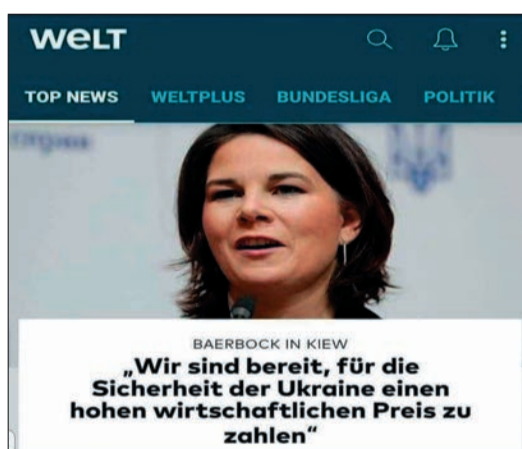 welt
TOP NEWS WELTPLUS BUNDESLIGA POLITIK
BAERBOCK IN KIEW
„Wir sind bereit, für die
Sicherheit der Ukraine einen
hohen wirtschaftlichen Preis zu
zahlen“